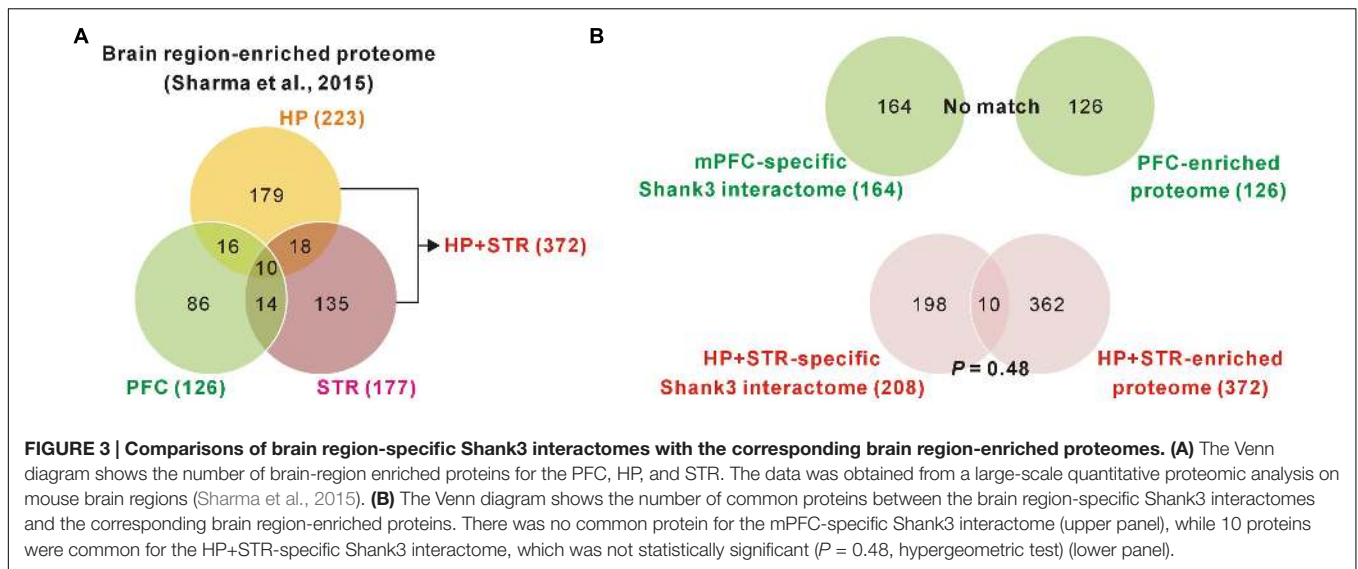 A
Brain region-enriched proteome
(Sharma et al., 2015)
HP (223)
179
16
18
10
86
14
135
HP+STR (372)
PFC (126)
STR (177)
B
164
No match
126
mPFC-specific
Shank3 interactome (164)
PFC-enriched
proteome (126)
198
10
362
HP+STR-specific
Shank3 interactome (208)
P = 0.48
HP+STR-enriched
proteome (372)
FIGURE 3 | Comparisons of brain region-specific Shank3 interactomes with the corresponding brain region-enriched proteomes. (A) The Venn
diagram shows the number of brain-region enriched proteins for the PFC, HP, and STR. The data was obtained from a large-scale quantitative proteomic analysis on
mouse brain regions (Sharma et al., 2015). (B) The Venn diagram shows the number of common proteins between the brain region-specific Shank3 interactomes
and the corresponding brain region-enriched proteins. There was no common protein for the mPFC-specific Shank3 interactome (upper panel), while 10 proteins
were common for the HP+STR-specific Shank3 interactome, which was not statistically significant (P = 0.48, hypergeometric test) (lower panel).